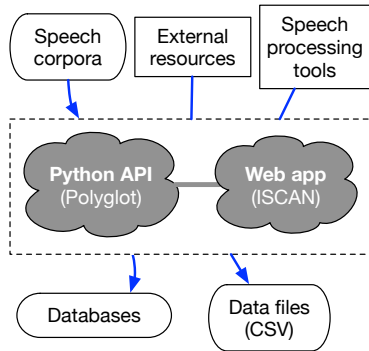 Speech
corpora
External
resources
Speech
processing
tools
Python API
(Polyglot)
Web app
(ISCAN)
Databases
Data files
(CSV)